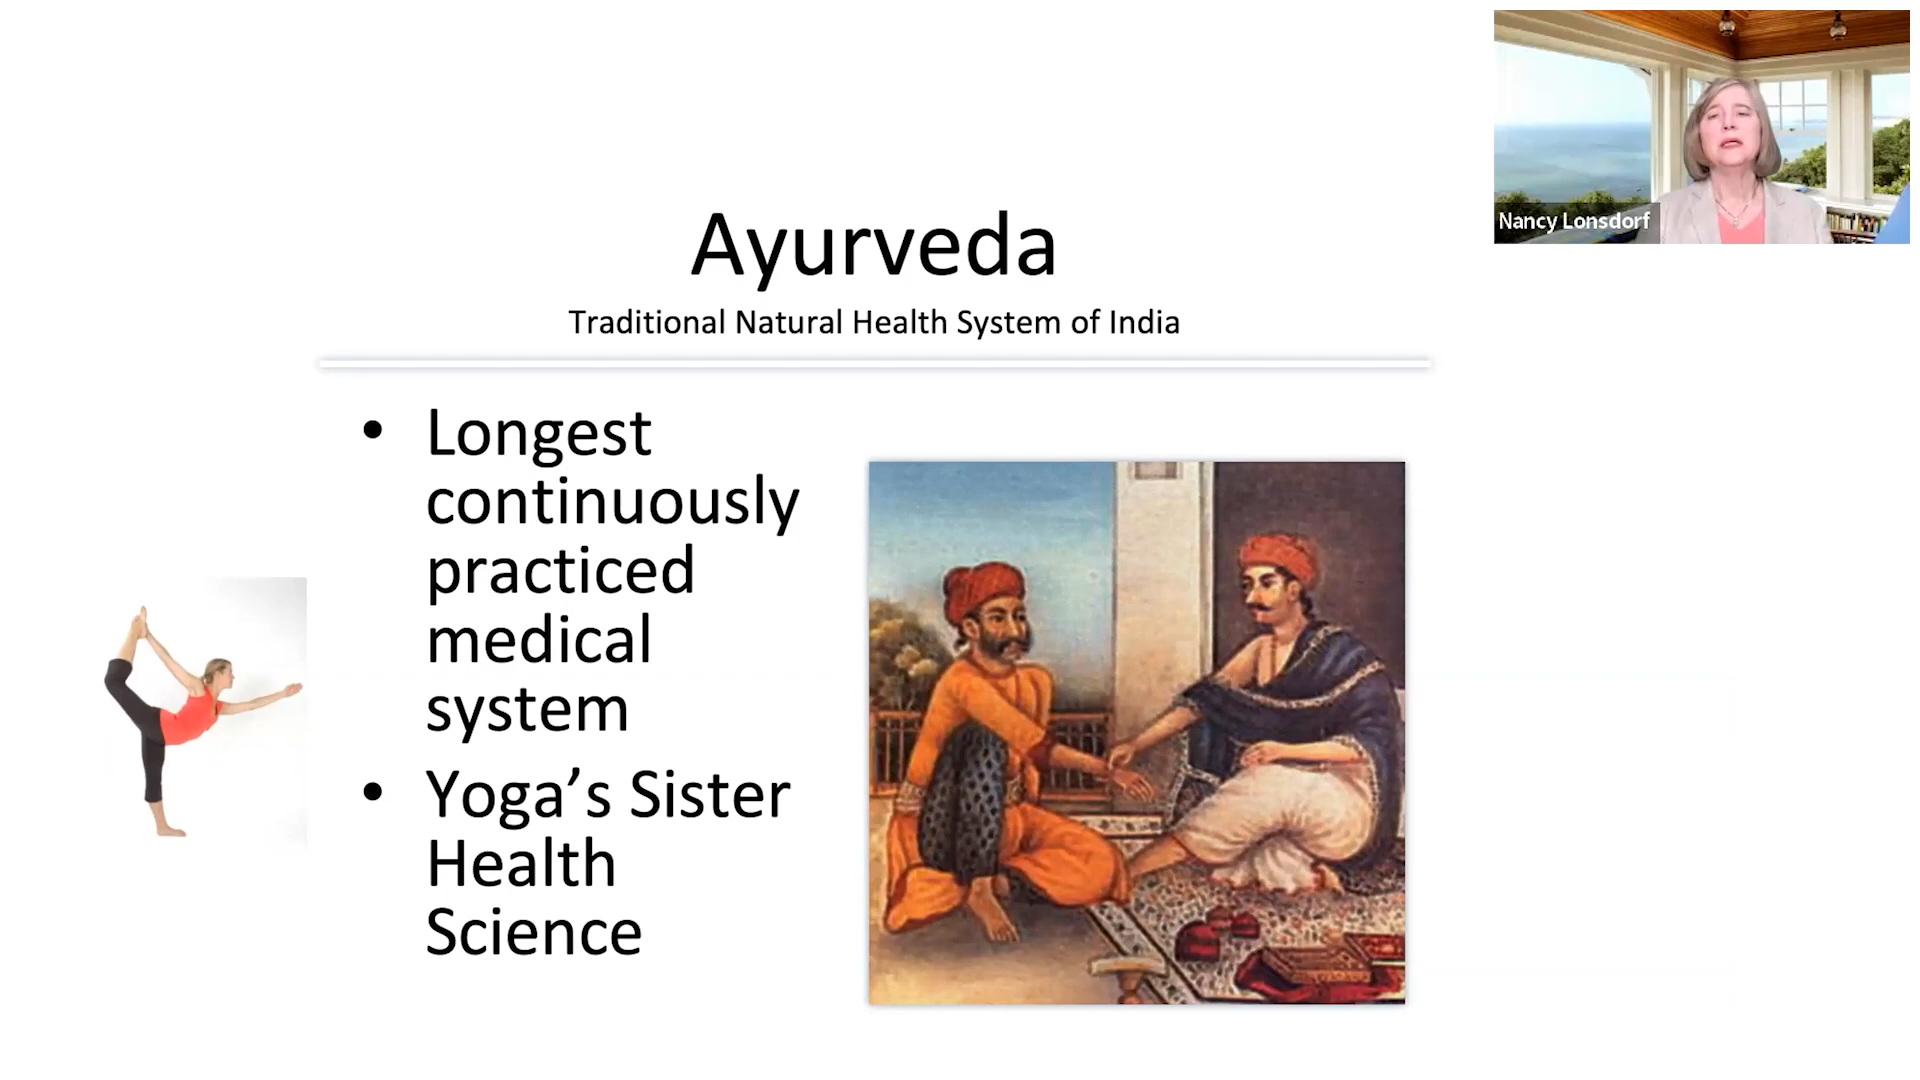 Nancy Lonsdorf
Ayurveda
Traditional Natural Health System of India
• Longest
continuously
practiced
medical
system
• Yoga’s Sister
Health
Science